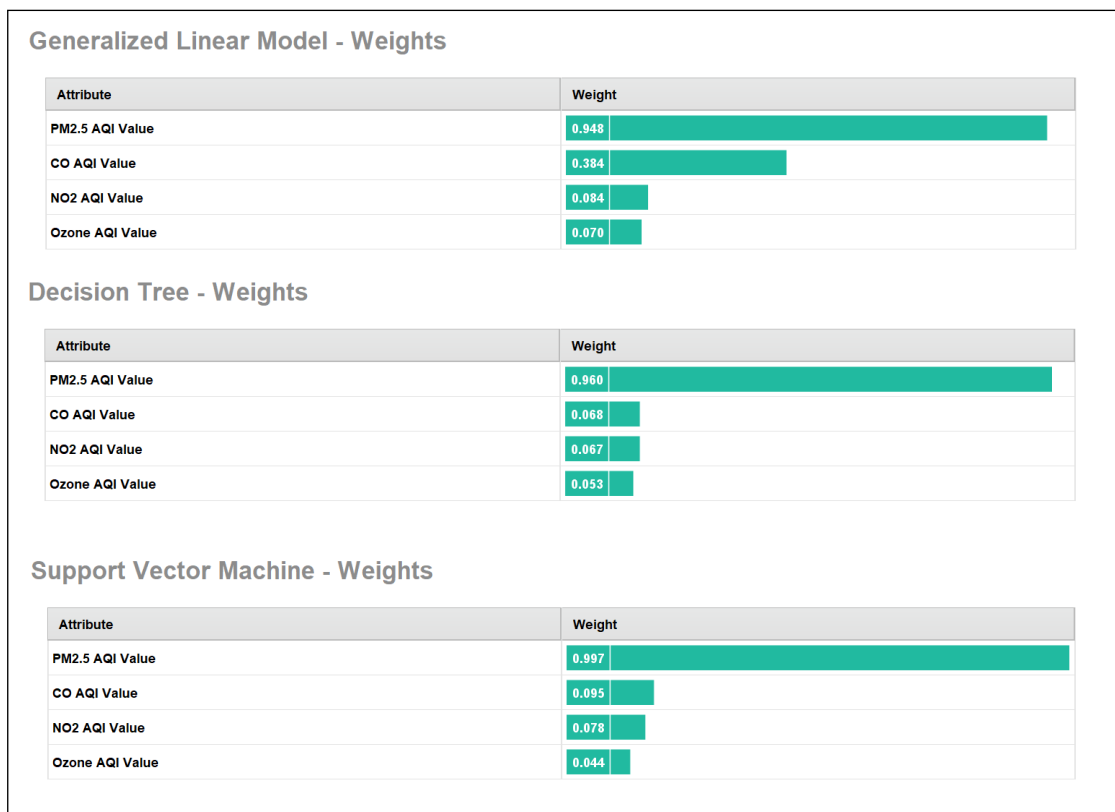 Generalized Linear Model - Weights
Attribute Weight
PM2.5 AQI Value 0.948
CO AQI Value 0.384
NO2 AQI Value 0.084
Ozone AQI Value 0.070
Decision Tree - Weights
Attribute Weight
PM2.5 AQI Value 0.960
CO AQI Value 0.068
NO2 AQI Value 0.067
Ozone AQI Value 0.053
Support Vector Machine - Weights
Attribute Weight
PM2.5 AQI Value 0.997
CO AQI Value 0.095
NO2 AQI Value 0.078
Ozone AQI Value 0.044